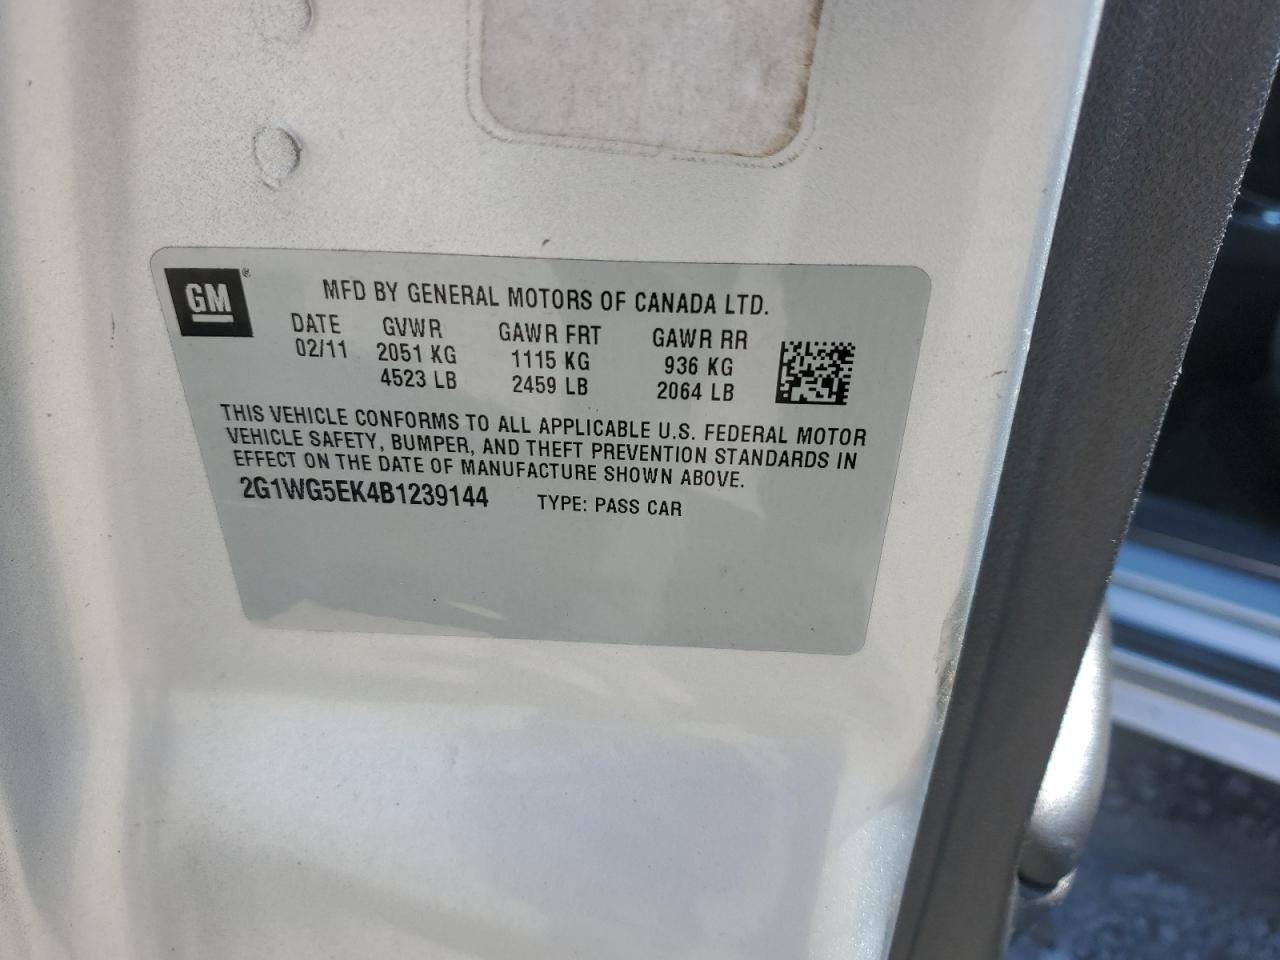 GM®
MFD BY GENERAL MOTORS OF CANADA LTD.
DATE GVWR GAWR FRT GAWR RR
02/11 2051 KG 1115 KG 936 KG
4523 LB 2459 LB 2064 LB
THIS VEHICLE CONFORMS TO ALL APPLICABLE U.S. FEDERAL MOTOR
VEHICLE SAFETY, BUMPER, AND THEFT PREVENTION STANDARDS IN
EFFECT ON THE DATE OF MANUFACTURE SHOWN ABOVE.
2G1WG5EK4B1239144 TYPE: PASS CAR